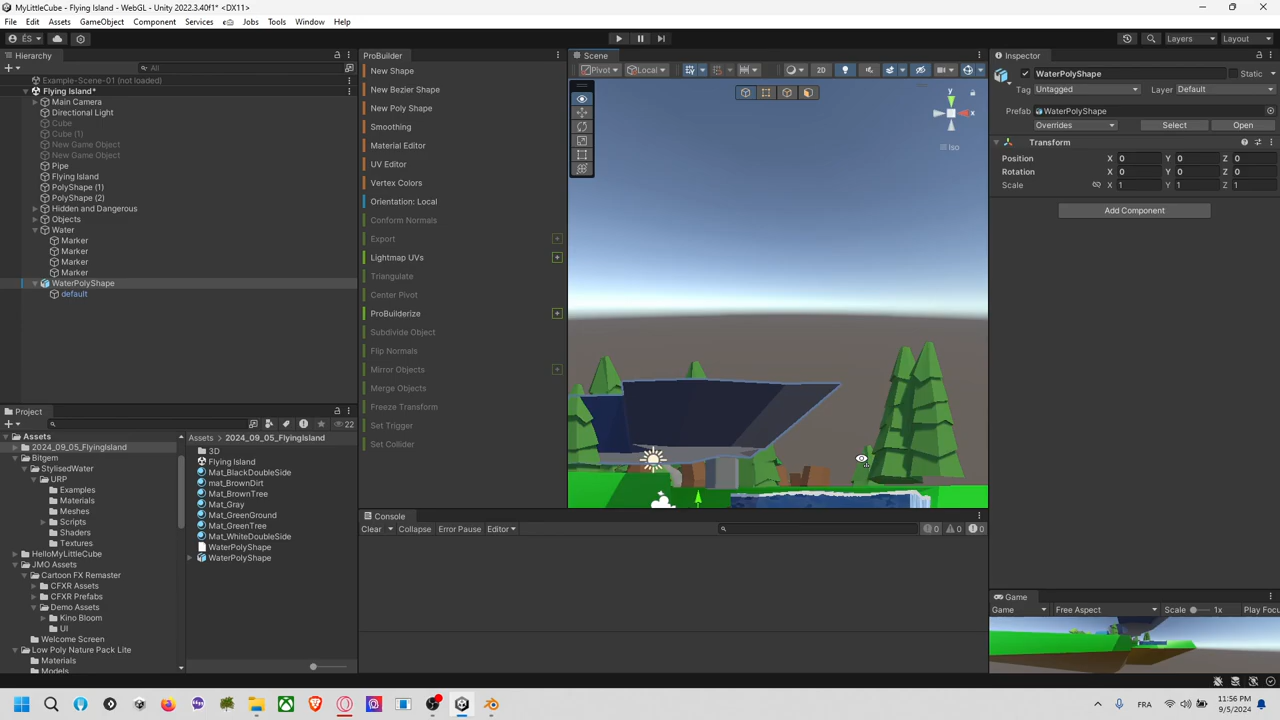 MyLittleCube - Flying Island - WebGL - Unity 2022.3.40f1* <DX11>
File Edit Assets GameObject Component Services Jobs Tools Window Help
ÉS Layers Layout
Hierarchy
All
Example-Scene-01 (not loaded)
Flying Island*
Main Camera
Directional Light
Cube
Cube (1)
New Game Object
New Game Object
Pipe
Flying Island
PolyShape (1)
PolyShape (2)
Hidden and Dangerous
Objects
Water
Marker
Marker
Marker
Marker
WaterPolyShape
default
ProBuilder
New Shape
New Bezier Shape
New Poly Shape
Smoothing
Material Editor
UV Editor
Vertex Colors
Orientation: Local
Conform Normals
Export
Lightmap UVs
Triangulate
Center Pivot
ProBuilderize
Subdivide Object
Flip Normals
Mirror Objects
Merge Objects
Freeze Transform
Set Trigger
Set Collider
Scene
Pivot Local 2D
y
x
Iso
Inspector
WaterPolyShape Static
Tag Untagged Layer Default
Prefab WaterPolyShape
Overrides Select Open
Transform
Position X 0 Y 0 Z 0
Rotation X 0 Y 0 Z 0
Scale X 1 Y 1 Z 1
Add Component
Project
22
Assets
2024_09_05_FlyingIsland
Bitgem
StylisedWater
URP
Examples
Materials
Meshes
Scripts
Shaders
Textures
HelloMyLittleCube
JMO Assets
Cartoon FX Remaster
CFXR Assets
CFXR Prefabs
Demo Assets
Kino Bloom
UI
Welcome Screen
Low Poly Nature Pack Lite
Materials
Models
Assets 2024_09_05_FlyingIsland
3D
Flying Island
Mat_BlackDoubleSide
mat_BrownDirt
Mat_BrownTree
Mat_Gray
Mat_GreenGround
Mat_GreenTree
Mat_WhiteDoubleSide
WaterPolyShape
WaterPolyShape
Console
Clear Collapse Error Pause Editor 0 0 0
Game
Game Free Aspect Scale 1x Play Focu
FRA 11:56 PM
9/5/2024